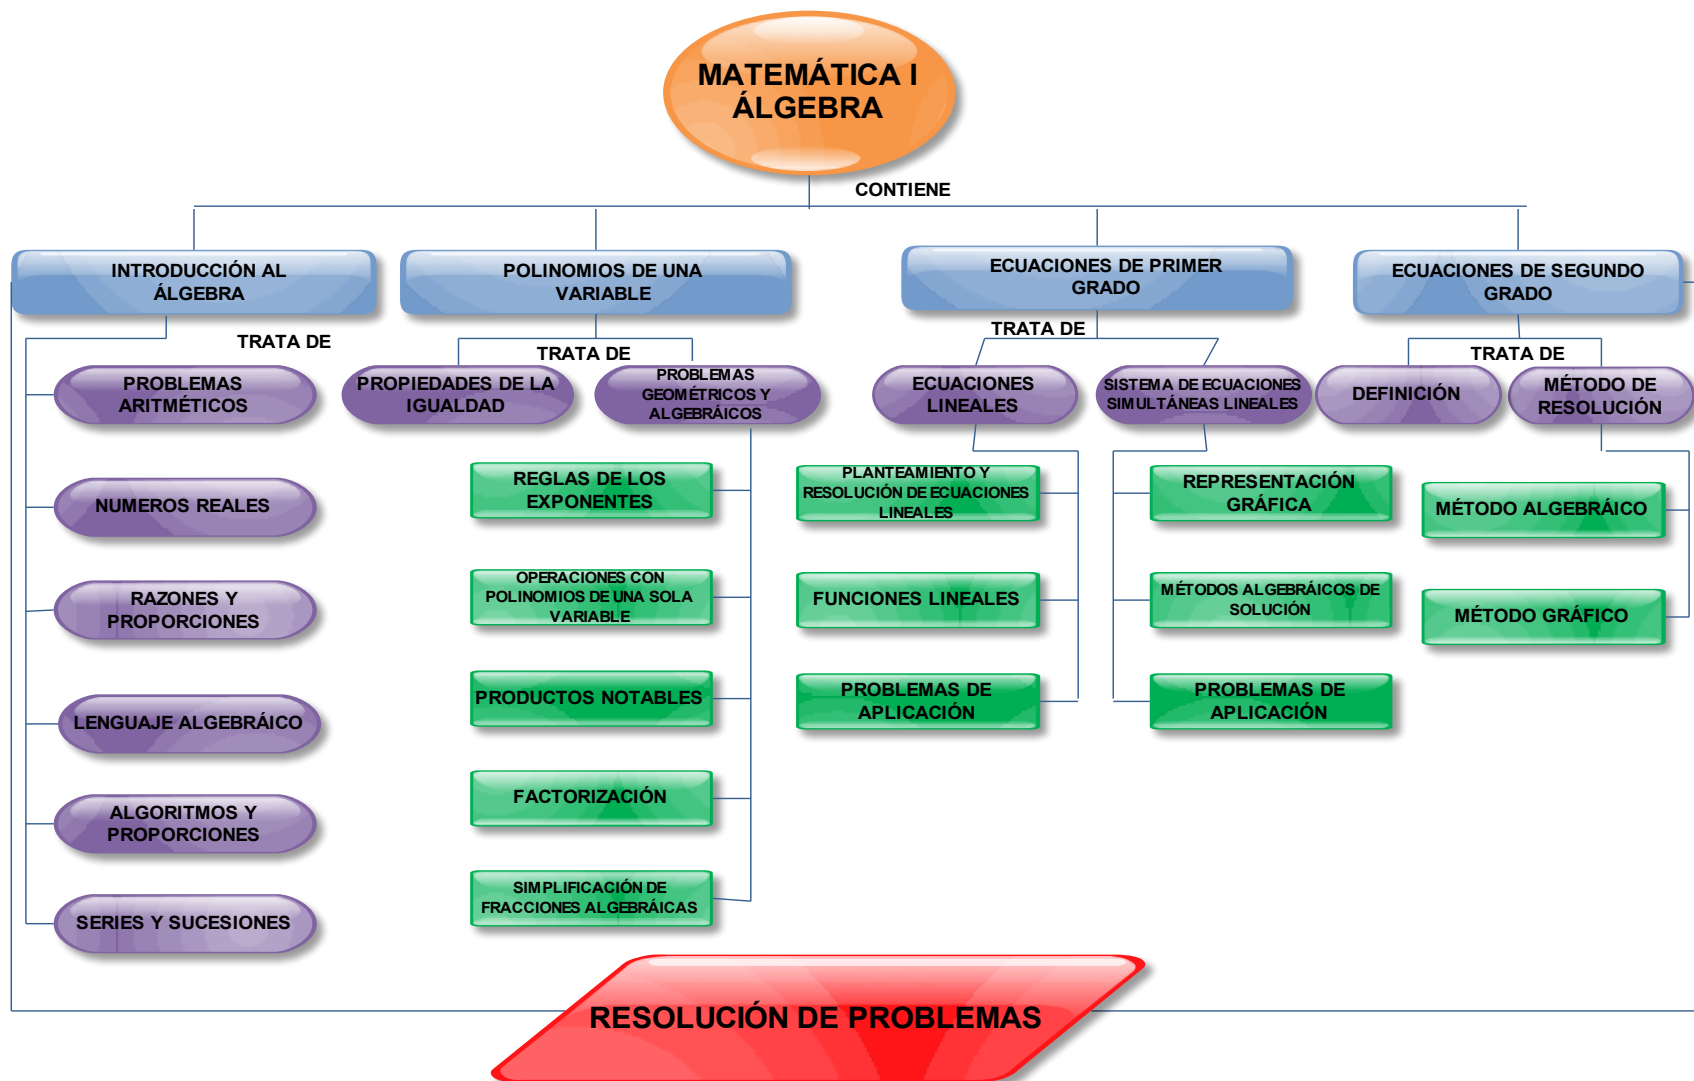 MATEMÁTICA I
ÁLGEBRA
CONTIENE
INTRODUCCIÓN AL
ÁLGEBRA
POLINOMIOS DE UNA
VARIABLE
ECUACIONES DE PRIMER
GRADO
ECUACIONES DE SEGUNDO
GRADO
TRATA DE
TRATA DE
TRATA DE
TRATA DE
PROBLEMAS
ARITMÉTICOS
PROPIEDADES DE LA
IGUALDAD
PROBLEMAS
GEOMÉTRICOS Y
ALGEBRÁICOS
ECUACIONES
LINEALES
SISTEMA DE ECUACIONES
SIMULTÁNEAS LINEALES
DEFINICIÓN
MÉTODO DE
RESOLUCIÓN
NUMEROS REALES
RAZONES Y
PROPORCIONES
LENGUAJE ALGEBRÁICO
ALGORITMOS Y
PROPORCIONES
SERIES Y SUCESIONES
REGLAS DE LOS
EXPONENTES
OPERACIONES CON
POLINOMIOS DE UNA SOLA
VARIABLE
PRODUCTOS NOTABLES
FACTORIZACIÓN
SIMPLIFICACIÓN DE
FRACCIONES ALGEBRÁICAS
PLANTEAMIENTO Y
RESOLUCIÓN DE ECUACIONES
LINEALES
FUNCIONES LINEALES
PROBLEMAS DE
APLICACIÓN
REPRESENTACIÓN
GRÁFICA
MÉTODOS ALGEBRÁICOS DE
SOLUCIÓN
PROBLEMAS DE
APLICACIÓN
MÉTODO ALGEBRÁICO
MÉTODO GRÁFICO
RESOLUCIÓN DE PROBLEMAS